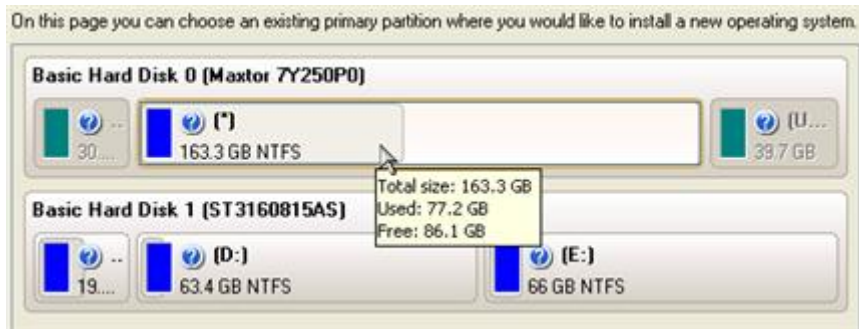 On this page you can choose an existing primary partition where you would like to install a new operating system.
Basic Hard Disk 0 (Maxtor 7Y250P0)
..
30....
(*)
163.3 GB NTFS
(U...
39.7 GB
Total size: 163.3 GB
Used: 77.2 GB
Free: 86.1 GB
Basic Hard Disk 1 (ST3160815AS)
..
19....
(D:)
63.4 GB NTFS
(E:)
66 GB NTFS